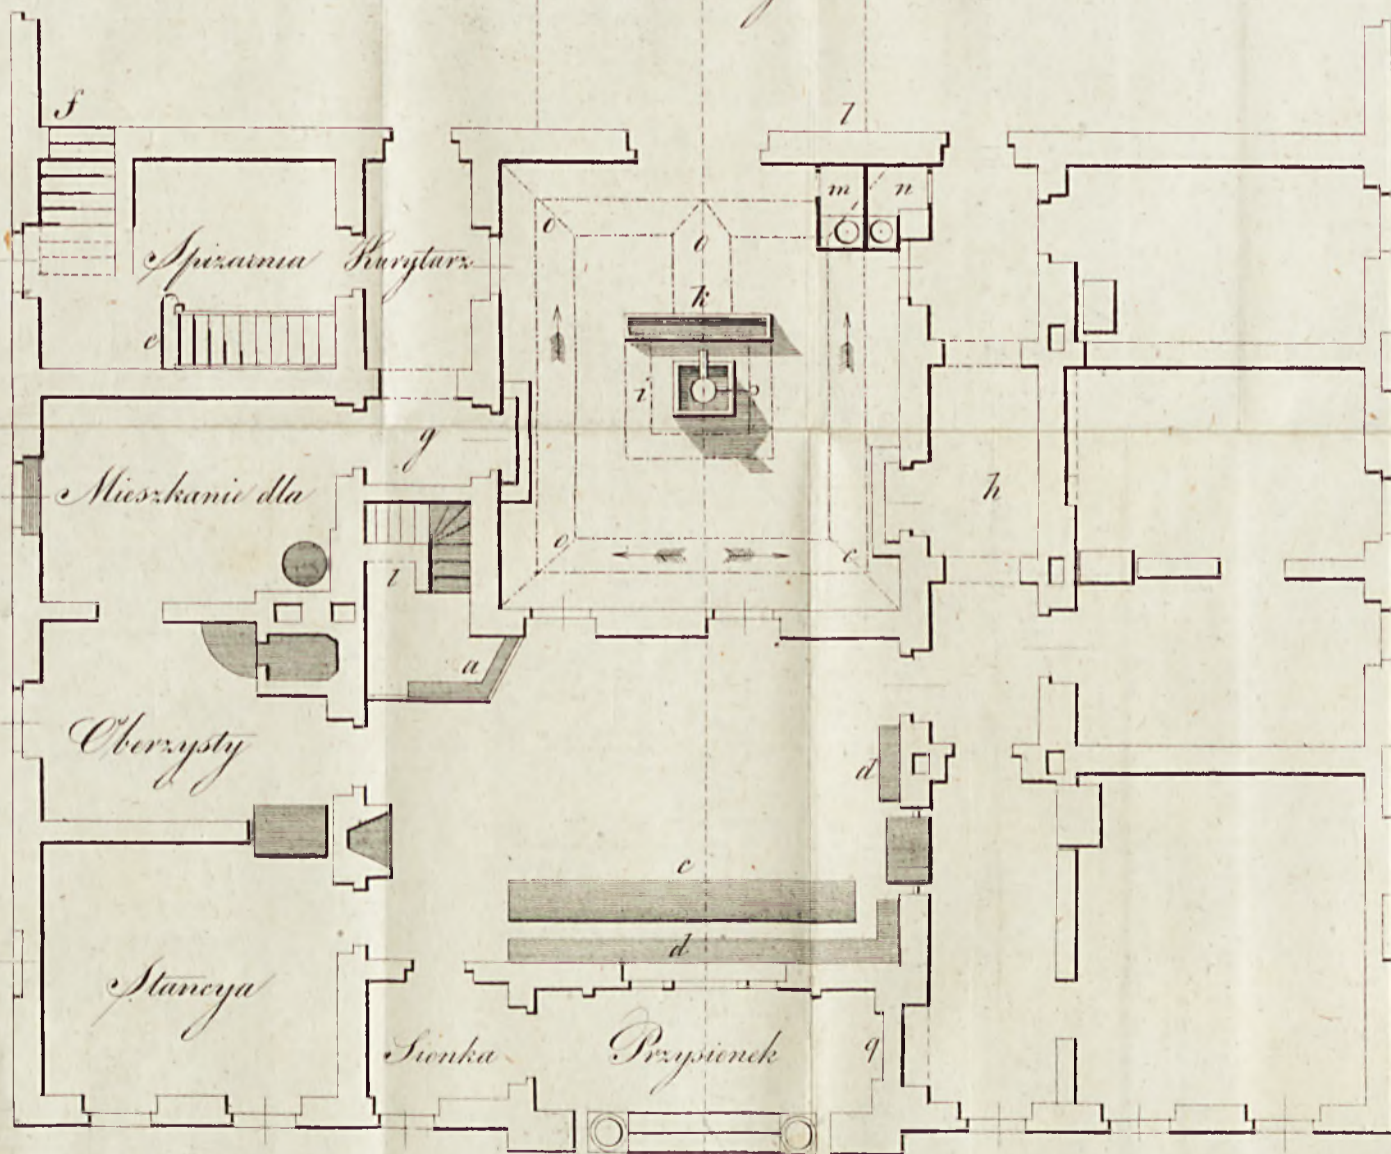 f
l
m n
o o
Spizarnia Kurytarz
k
e
i p
g
Mieszkanie dla
h
o c
l
a
Oberzysty
d
c
d
Stancya
Sionka Przysionek q